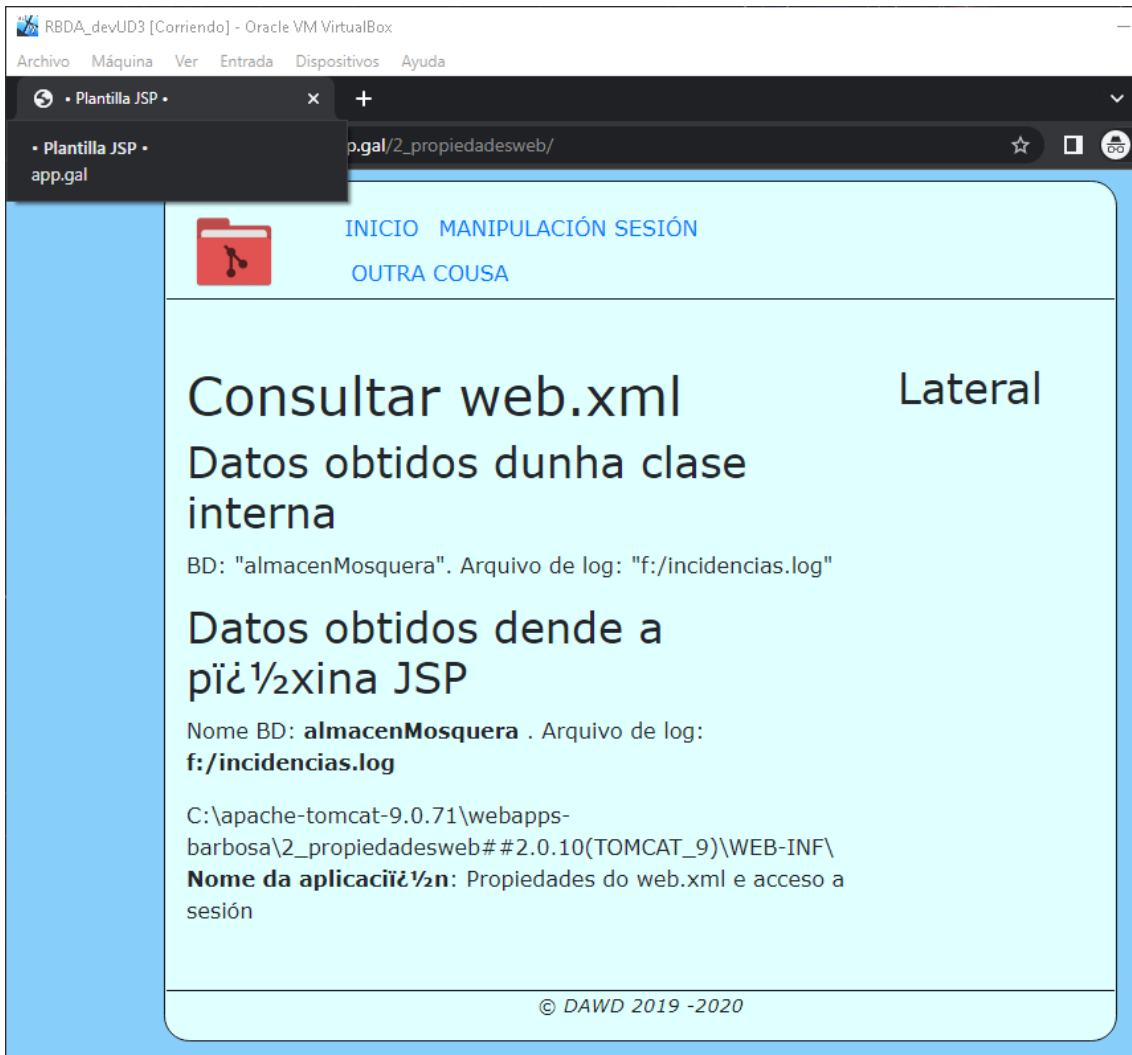 RBDA_devUD3 [Corriendo] - Oracle VM VirtualBox
Archivo Máquina Ver Entrada Dispositivos Ayuda
• Plantilla JSP •
• Plantilla JSP •
app.gal
p.gal/2_propiedadesweb/
INICIO MANIPULACIÓN SESIÓN
OUTRA COUSA
Consultar web.xml
Lateral
Datos obtidos dunha clase
interna
BD: "almacenMosquera". Arquivo de log: "f:/incidencias.log"
Datos obtidos dende a
pï¿½xina JSP
Nome BD: almacenMosquera . Arquivo de log:
f:/incidencias.log
C:\apache-tomcat-9.0.71\webapps-
barbosa\2_propiedadesweb##2.0.10(TOMCAT_9)\WEB-INF\
Nome da aplicaciï¿½n: Propiedades do web.xml e acceso a
sesión
© DAWD 2019 -2020